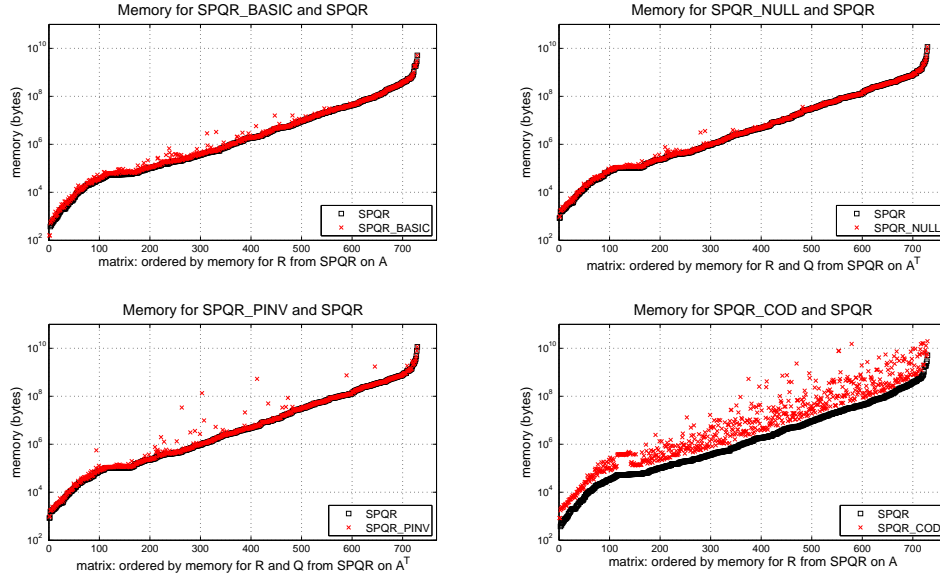 Memory for SPQR_BASIC and SPQR
memory (bytes)
10^10
10^8
10^6
10^4
10^2
0 100 200 300 400 500 600 700
SPQR
SPQR_BASIC
matrix: ordered by memory for R from SPQR on A
Memory for SPQR_NULL and SPQR
memory (bytes)
10^10
10^8
10^6
10^4
10^2
0 100 200 300 400 500 600 700
SPQR
SPQR_NULL
matrix: ordered by memory for R and Q from SPQR on A^T
Memory for SPQR_PINV and SPQR
memory (bytes)
10^10
10^8
10^6
10^4
10^2
0 100 200 300 400 500 600 700
SPQR
SPQR_PINV
matrix: ordered by memory for R and Q from SPQR on A^T
Memory for SPQR_COD and SPQR
memory (bytes)
10^10
10^8
10^6
10^4
10^2
0 100 200 300 400 500 600 700
SPQR
SPQR_COD
matrix: ordered by memory for R from SPQR on A